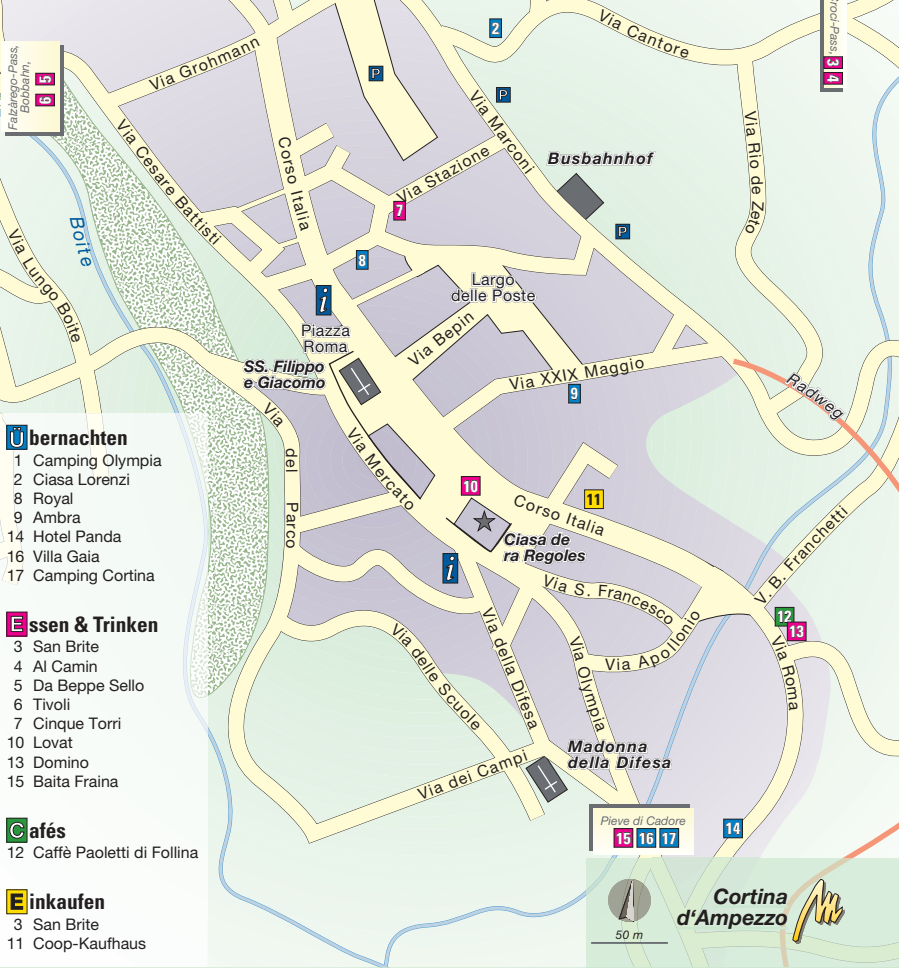 2
Via Cantore
Croci-Pass,
3
4
Falzàrego-Pass,
Bobbahn,
5
6
Via Grohmann
P
P
Via Marconi
Via Cesare Battisti
Corso Italia
Via Stazione
7
Busbahnhof
Via Rio de Zeto
P
Boite
Via Lungo Boite
8
i
Largo
delle Poste
Piazza
Roma
Via Bepin
SS. Filippo
e Giacomo
Via XXIX Maggio
9
Radweg
Via del Parco
Via Mercato
10
Corso Italia
11
Ciasa de
ra Regoles
i
V. B. Franchetti
Via S. Francesco
12
13
Via Apollonio
Via Roma
Via delle Scuole
Via della Difesa
Via Olympia
Via dei Campi
Madonna
della Difesa
Pieve di Cadore
15 16 17
14
Übernachten
1 Camping Olympia
2 Ciasa Lorenzi
8 Royal
9 Ambra
14 Hotel Panda
16 Villa Gaia
17 Camping Cortina
Essen & Trinken
3 San Brite
4 Al Camin
5 Da Beppe Sello
6 Tivoli
7 Cinque Torri
10 Lovat
13 Domino
15 Baita Fraina
Cafés
12 Caffè Paoletti di Follina
Einkaufen
3 San Brite
11 Coop-Kaufhaus
50 m
Cortina
d'Ampezzo